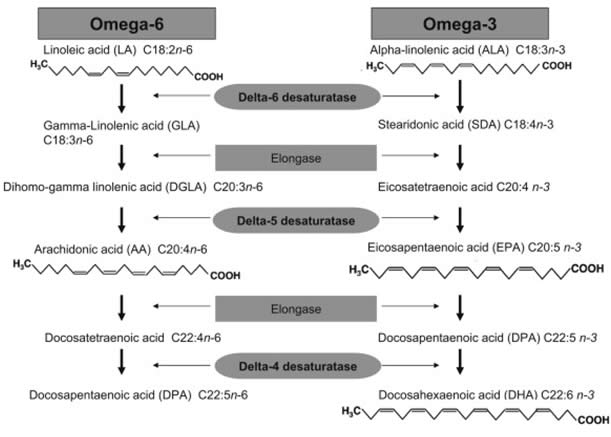 Omega-6
Omega-3
Linoleic acid (LA) C18:2n-6
Alpha-linolenic acid (ALA) C18:3n-3
H₃C
COOH
H₃C
COOH
Delta-6 desaturatase
Gamma-Linolenic acid (GLA)
C18:3n-6
Stearidonic acid (SDA) C18:4n-3
Elongase
Dihomo-gamma linolenic acid (DGLA) C20:3n-6
Eicosatetraenoic acid C20:4 n-3
Delta-5 desaturatase
Arachidonic acid (AA) C20:4n-6
Eicosapentaenoic acid (EPA) C20:5 n-3
H₃C
COOH
H₃C
COOH
Elongase
Docosatetraenoic acid C22:4n-6
Docosapentaenoic acid (DPA) C22:5 n-3
Delta-4 desaturatase
Docosapentaenoic acid (DPA) C22:5n-6
Docosahexaenoic acid (DHA) C22:6 n-3
H₃C
COOH